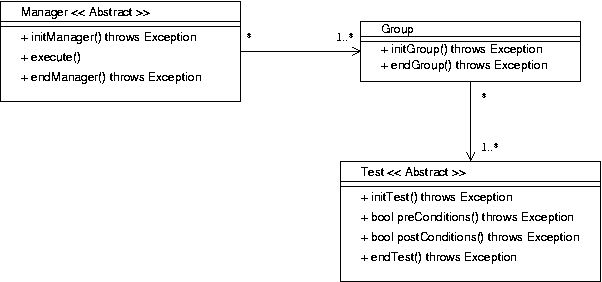 Manager << Abstract >>
+ initManager() throws Exception
+ execute()
+ endManager() throws Exception
*
1..*
Group
+ initGroup() throws Exception
+ endGroup() throws Exception
*
1..*
Test << Abstract >>
+ initTest() throws Exception
+ bool preConditions() throws Exception
+ bool postConditions() throws Exception
+ endTest() throws Exception